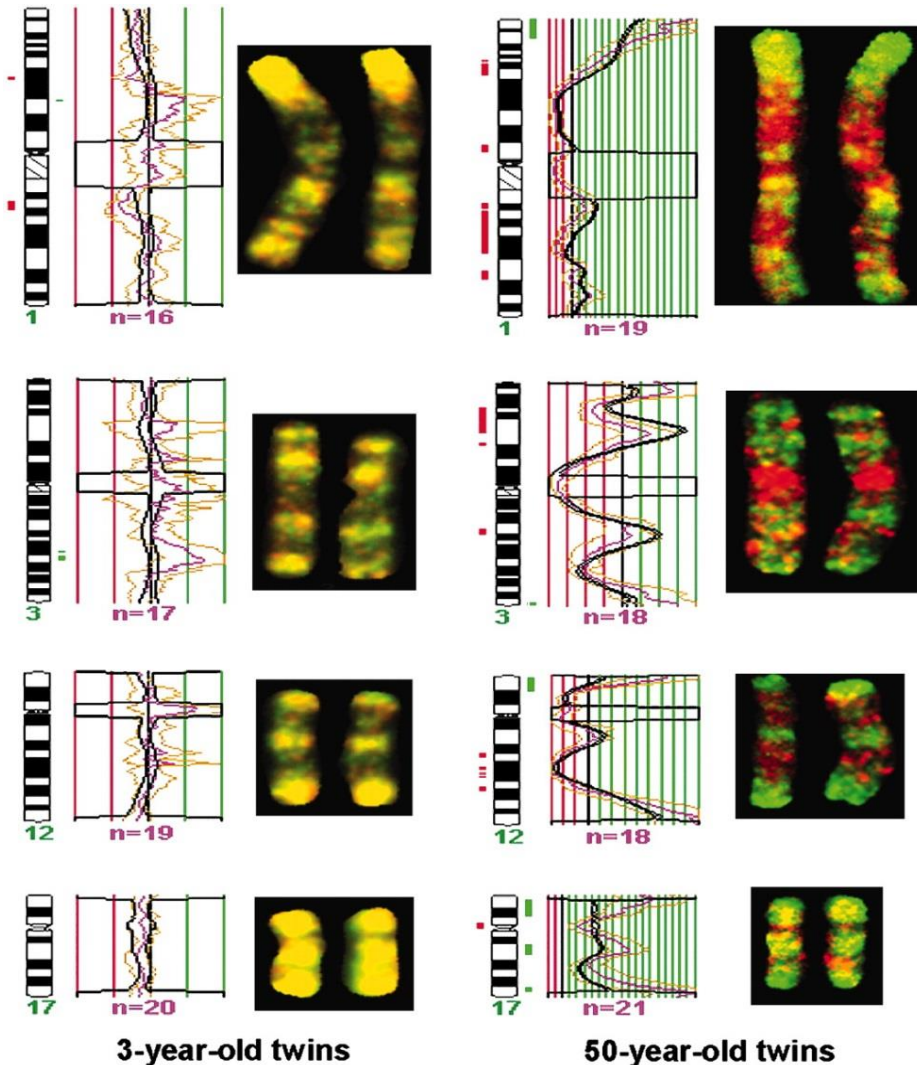 1 n=16
1 n=19
3 n=17
3 n=18
12 n=19
12 n=18
17 n=20
17 n=21
3-year-old twins 50-year-old twins